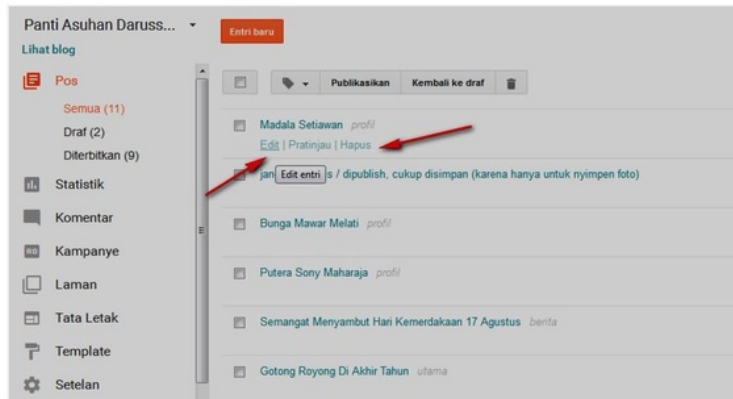 Panti Asuhan Daruss...
Lihat blog
Entri baru
Pos
Semua (11)
Draf (2)
Diterbitkan (9)
Statistik
Komentar
Kampanye
Laman
Tata Letak
Template
Setelan
Publikasikan Kembali ke draf
Madala Setiawan profil
Edit | Pratinjau | Hapus
jan Edit entri s / dipublish, cukup disimpan (karena hanya untuk nyimpen foto)
Bunga Mawar Melati profil
Putera Sony Maharaja profil
Semangat Menyambut Hari Kemerdakaan 17 Agustus berita
Gotong Royong Di Akhir Tahun utama